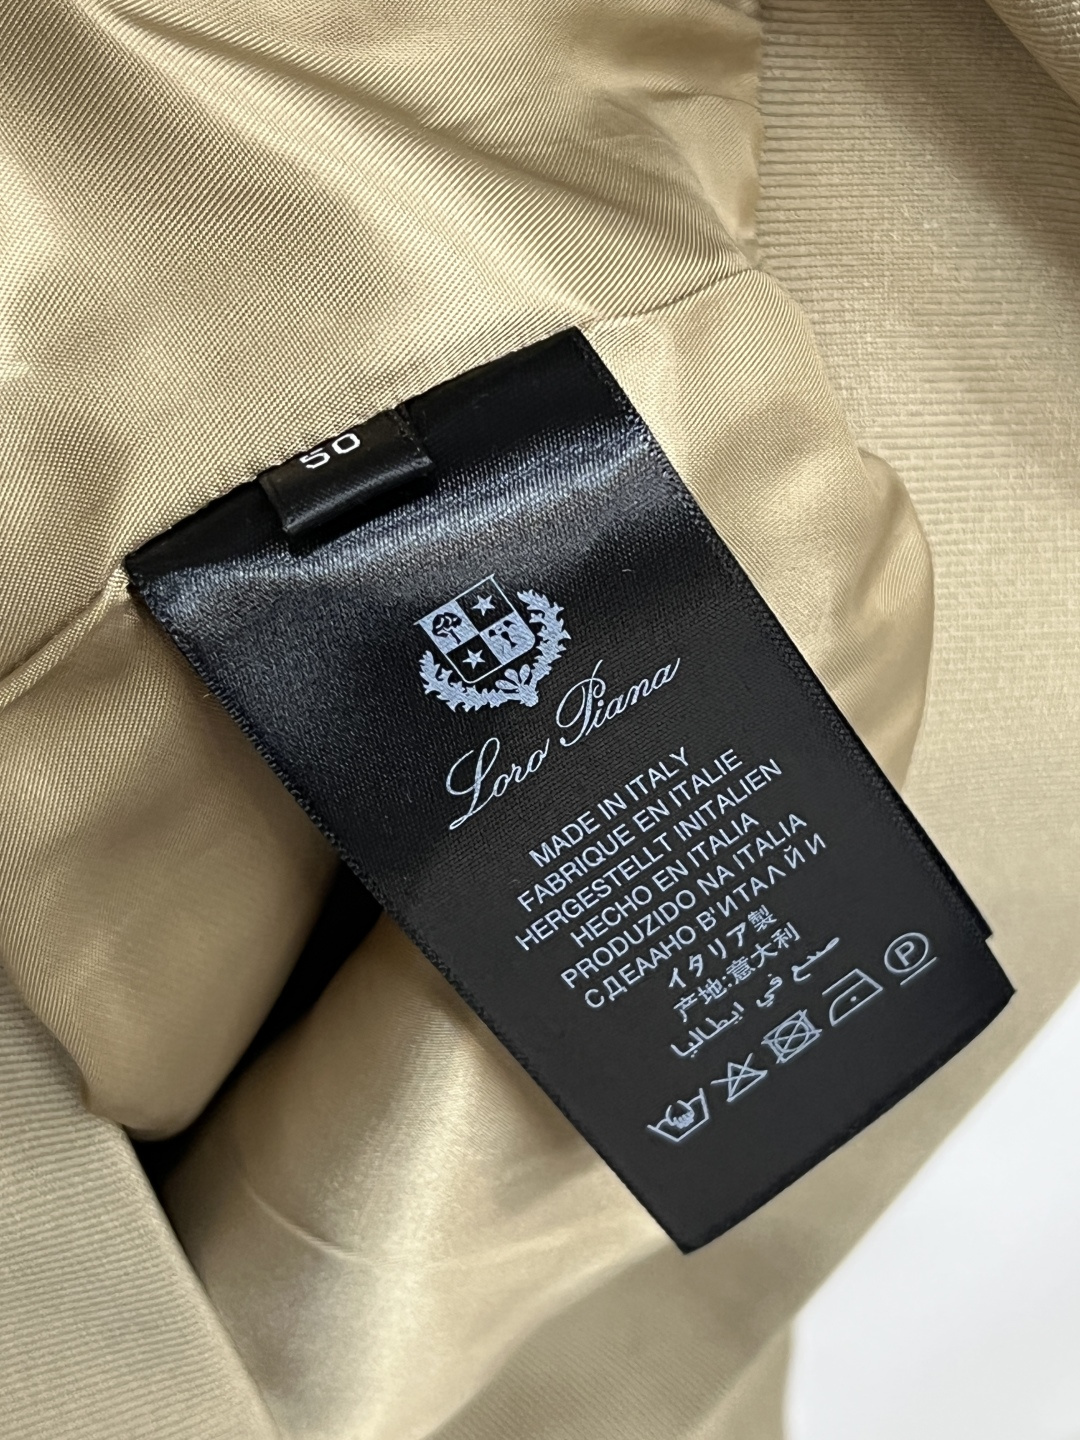 50
Loro Piana
MADE IN ITALY
FABRIQUE EN ITALIE
HERGESTELLT INITALIEN
HECHO EN ITALIA
PRODUZIDO NA ITALIA
СДЕААНО В'ИТАЛ Й И
イタリア製
产地:意大利
صنع في ايطاليا
P